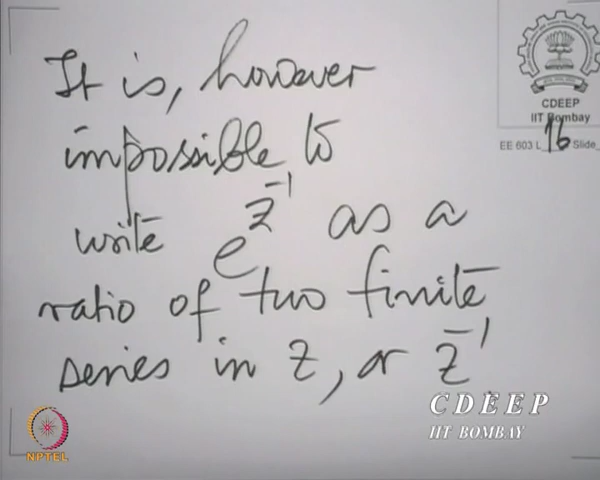 It is, however
impossible to
write e^z^-1 as a
ratio of two finite
series in z, or z^-1
CDEEP
IIT Bombay
EE 603 L 16 Slide
CDEEP
IIT BOMBAY
NPTEL